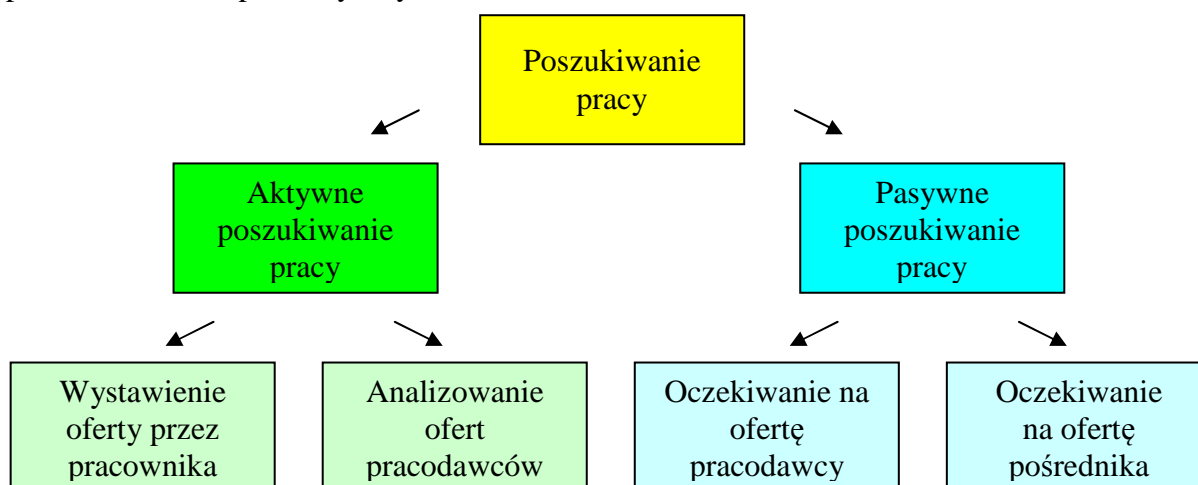 Poszukiwanie
pracy
Aktywne
poszukiwanie
pracy
Pasywne
poszukiwanie
pracy
Wystawienie
oferty przez
pracownika
Analizowanie
ofert
pracodawców
Oczekiwanie na
ofertę
pracodawcy
Oczekiwanie
na ofertę
pośrednika